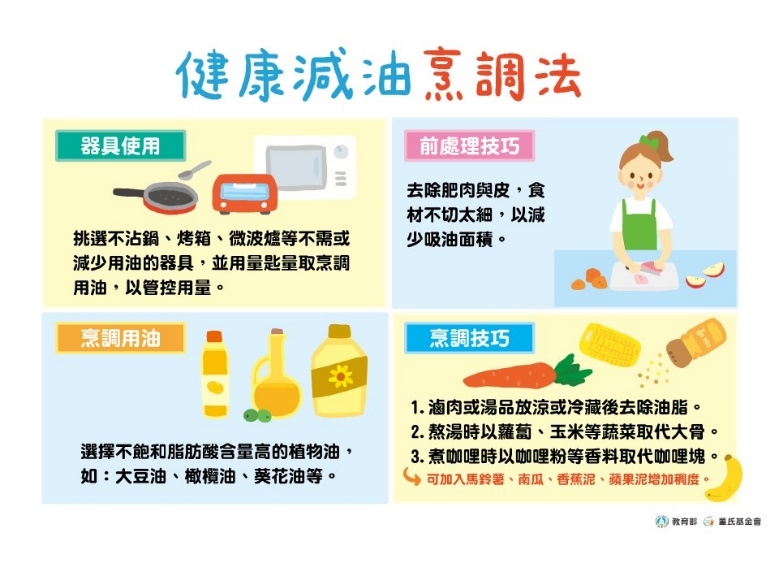 健康減油烹調法
器具使用
挑選不沾鍋、烤箱、微波爐等不需或
減少用油的器具，並用量匙量取烹調
用油，以管控用量。
前處理技巧
去除肥肉與皮，食
材不切太細，以減
少吸油面積。
烹調用油
選擇不飽和脂肪酸含量高的植物油，
如：大豆油、橄欖油、葵花油等。
烹調技巧
1. 滷肉或湯品放涼或冷藏後去除油脂。
2. 熬湯時以蘿蔔、玉米等蔬菜取代大骨。
3. 煮咖哩時以咖哩粉等香料取代咖哩塊。
可加入馬鈴薯、南瓜、香蕉泥、蘋果泥增加稠度。
教育部 董氏基金會